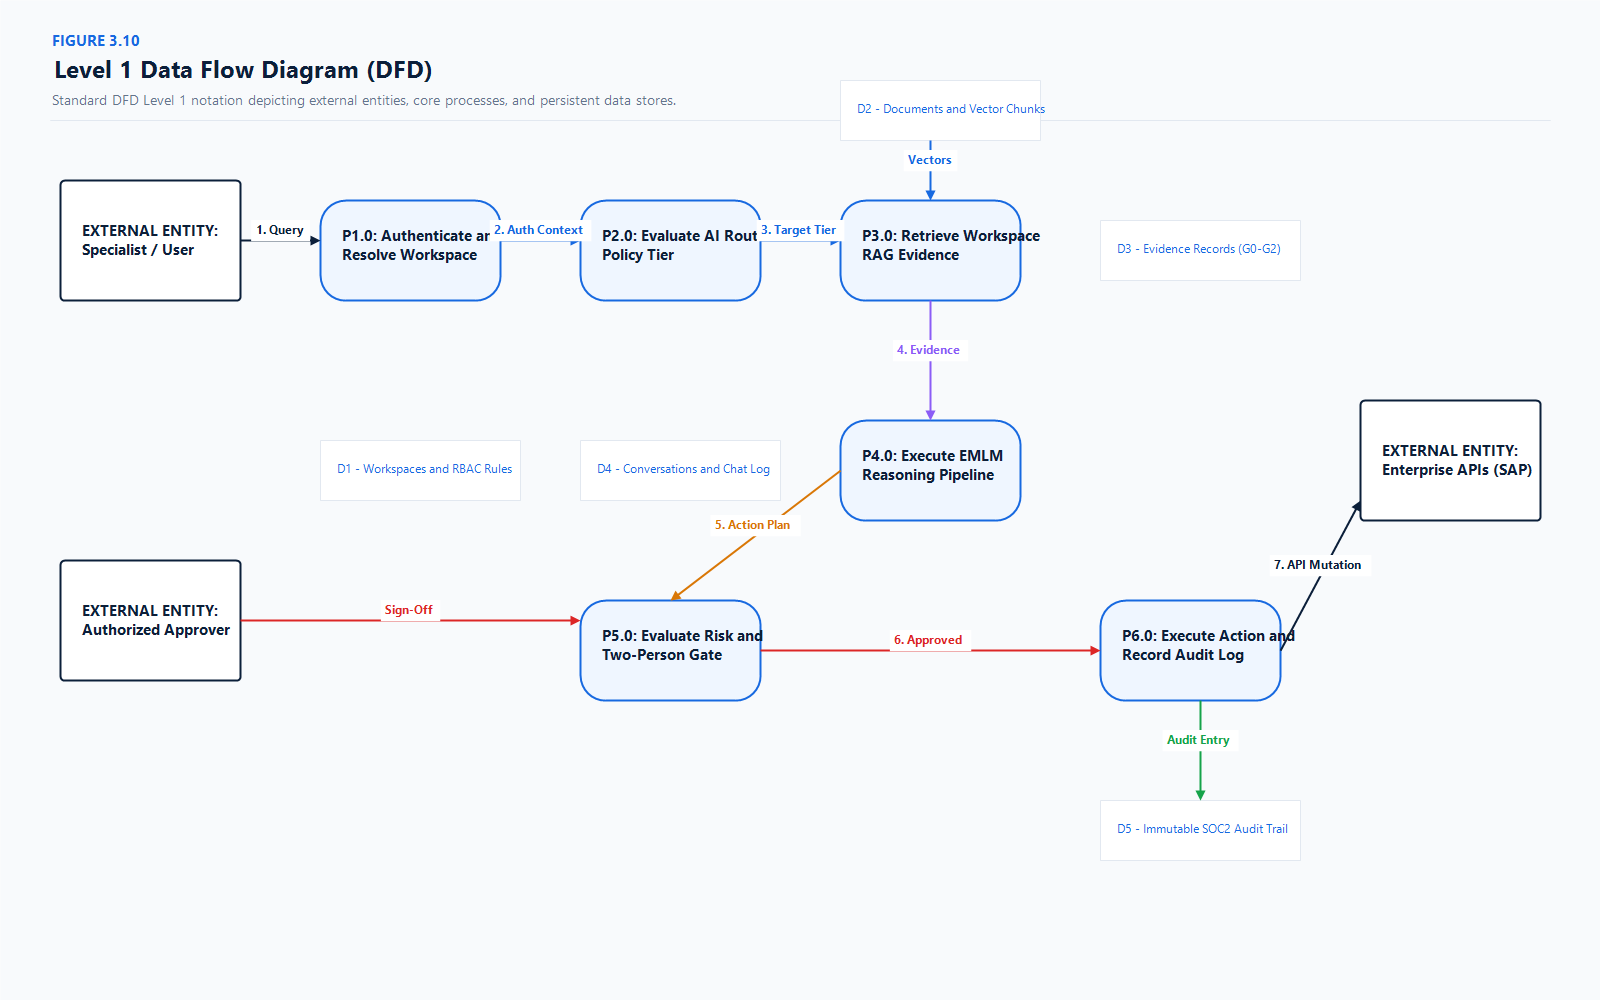 FIGURE 3.10
Level 1 Data Flow Diagram (DFD)
Standard DFD Level 1 notation depicting external entities, core processes, and persistent data stores.
D2 - Documents and Vector Chunks
Vectors
EXTERNAL ENTITY:
Specialist / User
1. Query
P1.0: Authenticate ar
Resolve Workspace
2. Auth Context
P2.0: Evaluate AI Rout
Policy Tier
3. Target Tier
P3.0: Retrieve Workspace
RAG Evidence
D3 - Evidence Records (G0-G2)
4. Evidence
D1 - Workspaces and RBAC Rules
D4 - Conversations and Chat Log
P4.0: Execute EMLM
Reasoning Pipeline
EXTERNAL ENTITY:
Enterprise APIs (SAP)
5. Action Plan
7. API Mutation
EXTERNAL ENTITY:
Authorized Approver
Sign-Off
P5.0: Evaluate Risk and
Two-Person Gate
6. Approved
P6.0: Execute Action and
Record Audit Log
Audit Entry
D5 - Immutable SOC2 Audit Trail